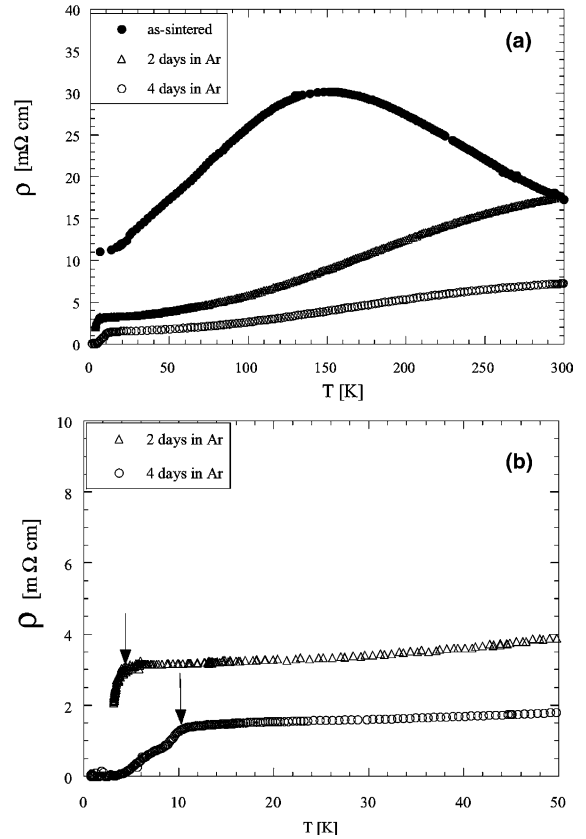 (a)
as-sintered
2 days in Ar
4 days in Ar
ρ [mΩ cm]
40
35
30
25
20
15
10
5
0
0 50 100 150 200 250 300
T [K]
(b)
2 days in Ar
4 days in Ar
ρ [m Ω cm]
10
8
6
4
2
0
0 10 20 30 40 50
T [K]